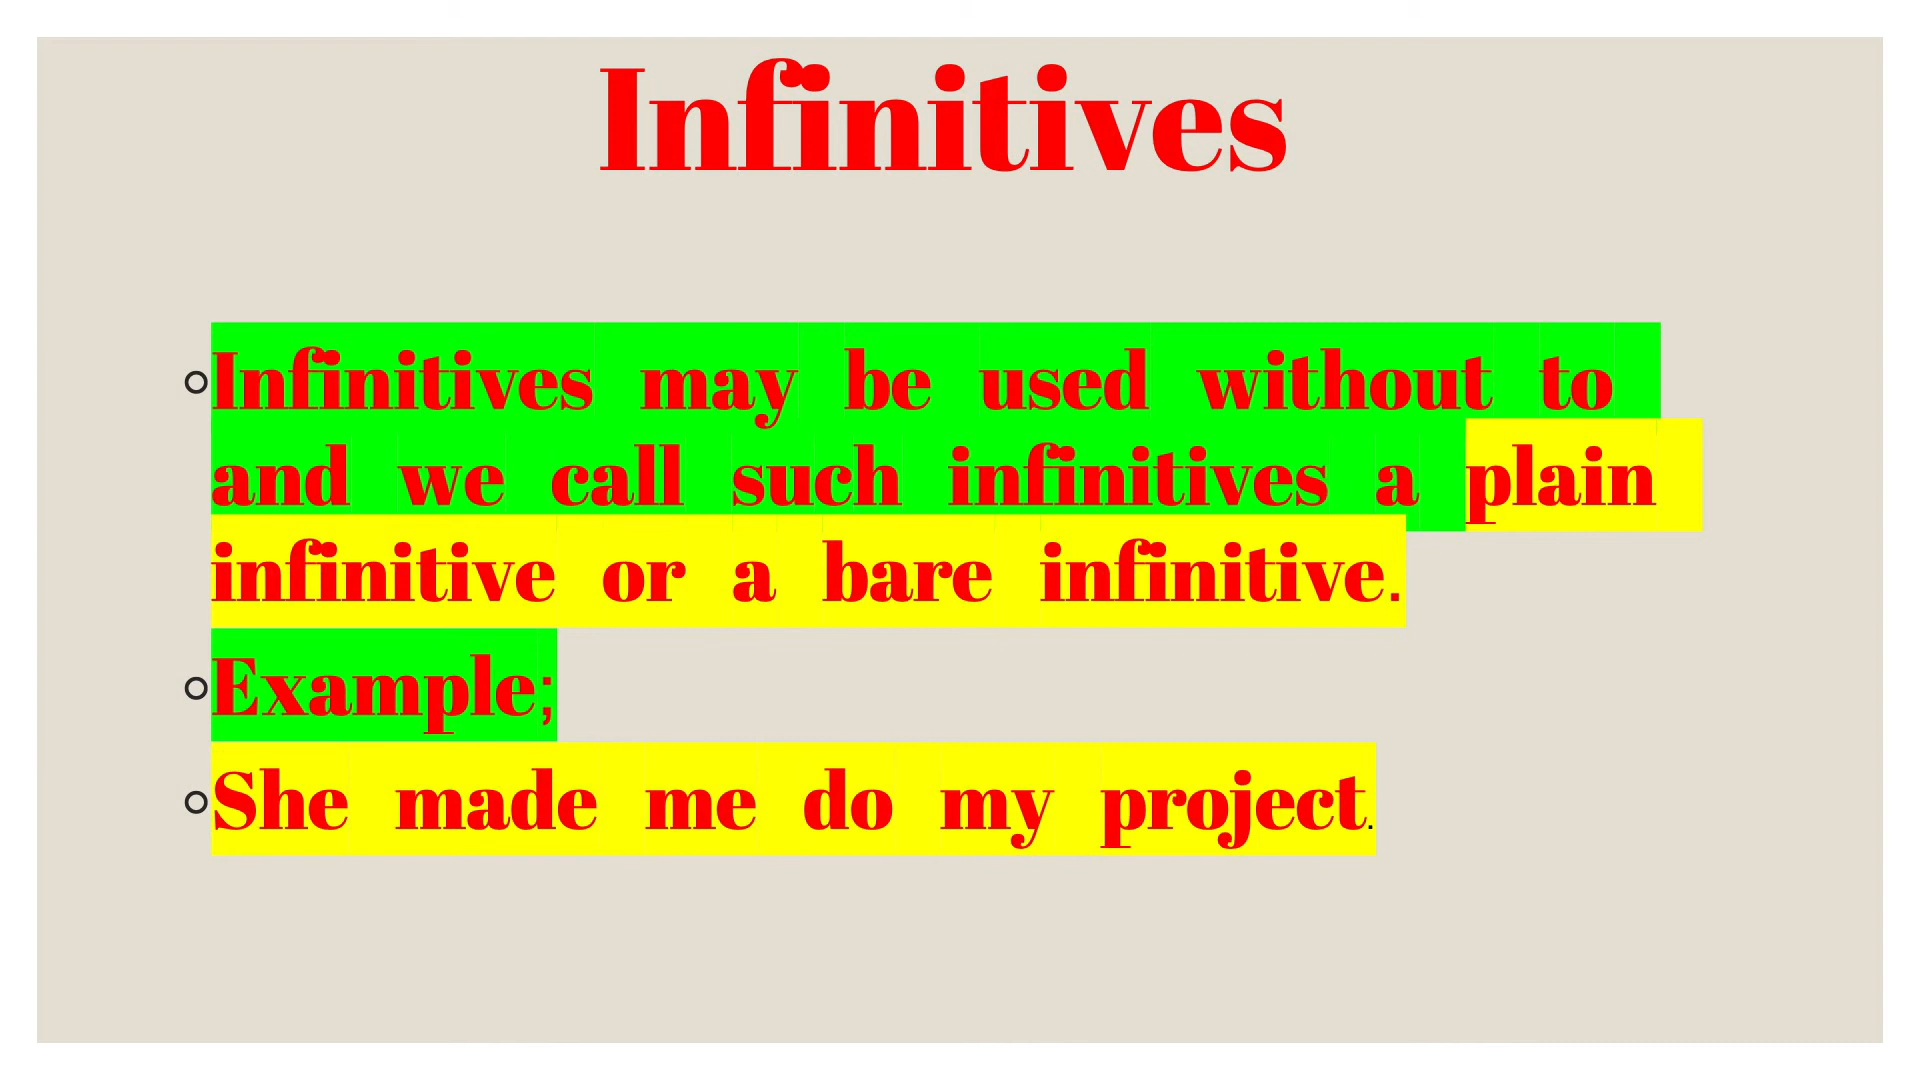 Infinitives
Infinitives may be used without to
and we call such infinitives a plain
infinitive or a bare infinitive.
Example;
She made me do my project.